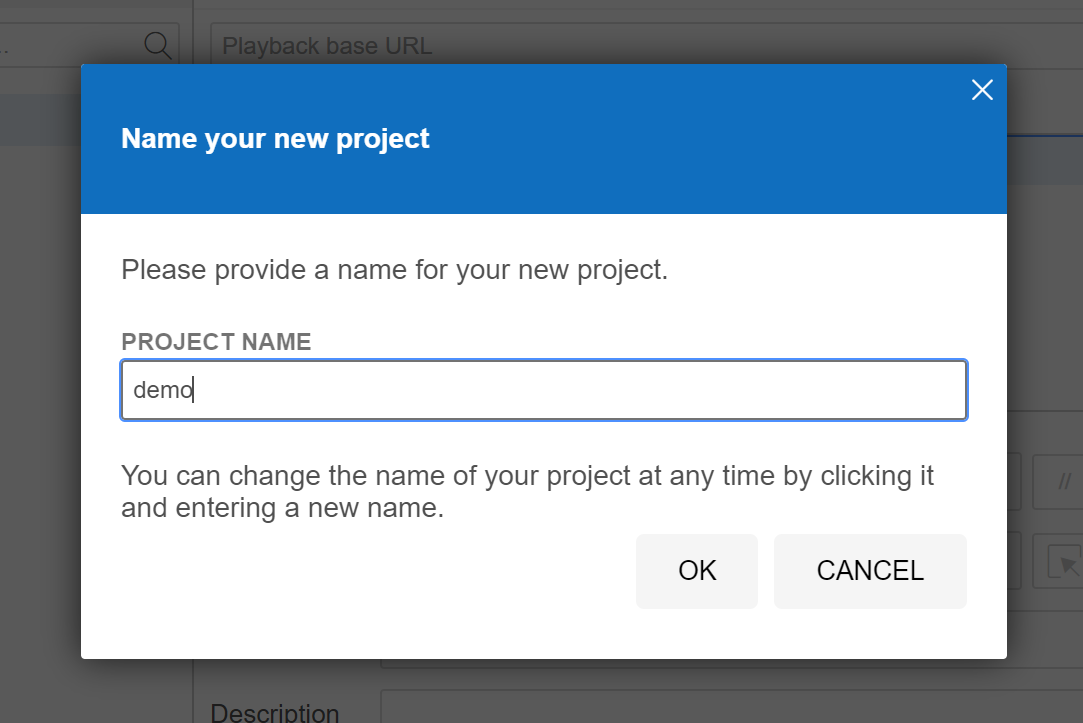 ..
Playback base URL
Name your new project
Please provide a name for your new project.
PROJECT NAME
demo
You can change the name of your project at any time by clicking it
and entering a new name.
//
OK CANCEL
Description